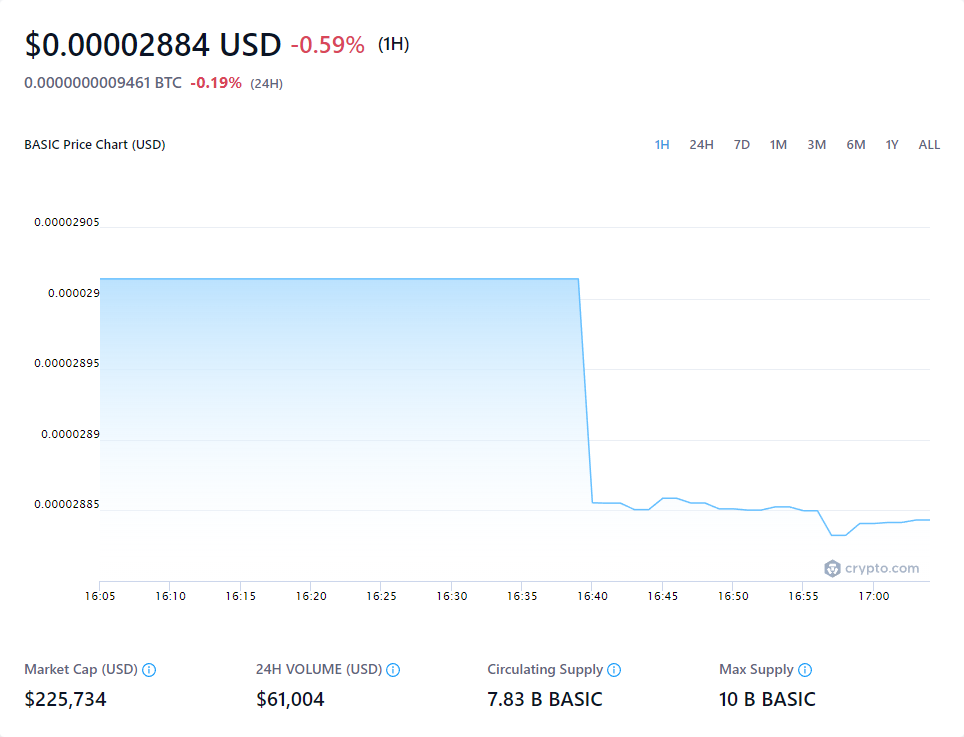 $0.00002884 USD -0.59% (1H)
0.0000000009461 BTC -0.19% (24H)
BASIC Price Chart (USD) 1H 24H 7D 1M 3M 6M 1Y ALL
0.00002905
0.000029
0.00002895
0.0000289
0.00002885
crypto.com
16:05 16:10 16:15 16:20 16:25 16:30 16:35 16:40 16:45 16:50 16:55 17:00
Market Cap (USD) 24H VOLUME (USD) Circulating Supply Max Supply
$225,734 $61,004 7.83 B BASIC 10 B BASIC